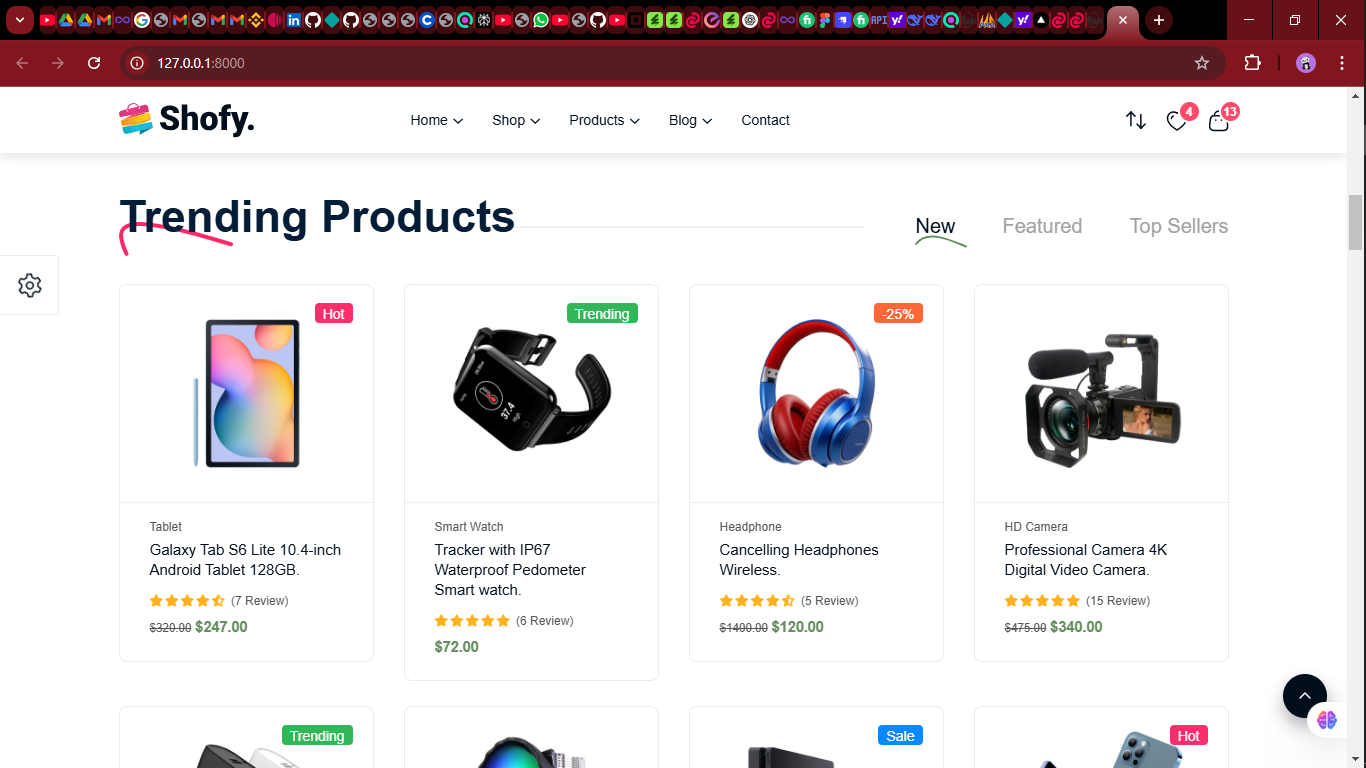 127.0.0.1:8000
Shofy.
Home
Shop
Products
Blog
Contact
4
13
Trending Products
New
Featured
Top Sellers
Hot
Trending
-25%
37.4
Tablet
Galaxy Tab S6 Lite 10.4-inch
Android Tablet 128GB.
(7 Review)
$320.00 $247.00
Smart Watch
Tracker with IP67
Waterproof Pedometer
Smart watch.
(6 Review)
$72.00
Headphone
Cancelling Headphones
Wireless.
(5 Review)
$1400.00 $120.00
HD Camera
Professional Camera 4K
Digital Video Camera.
(15 Review)
$475.00 $340.00
Trending
Sale
Hot